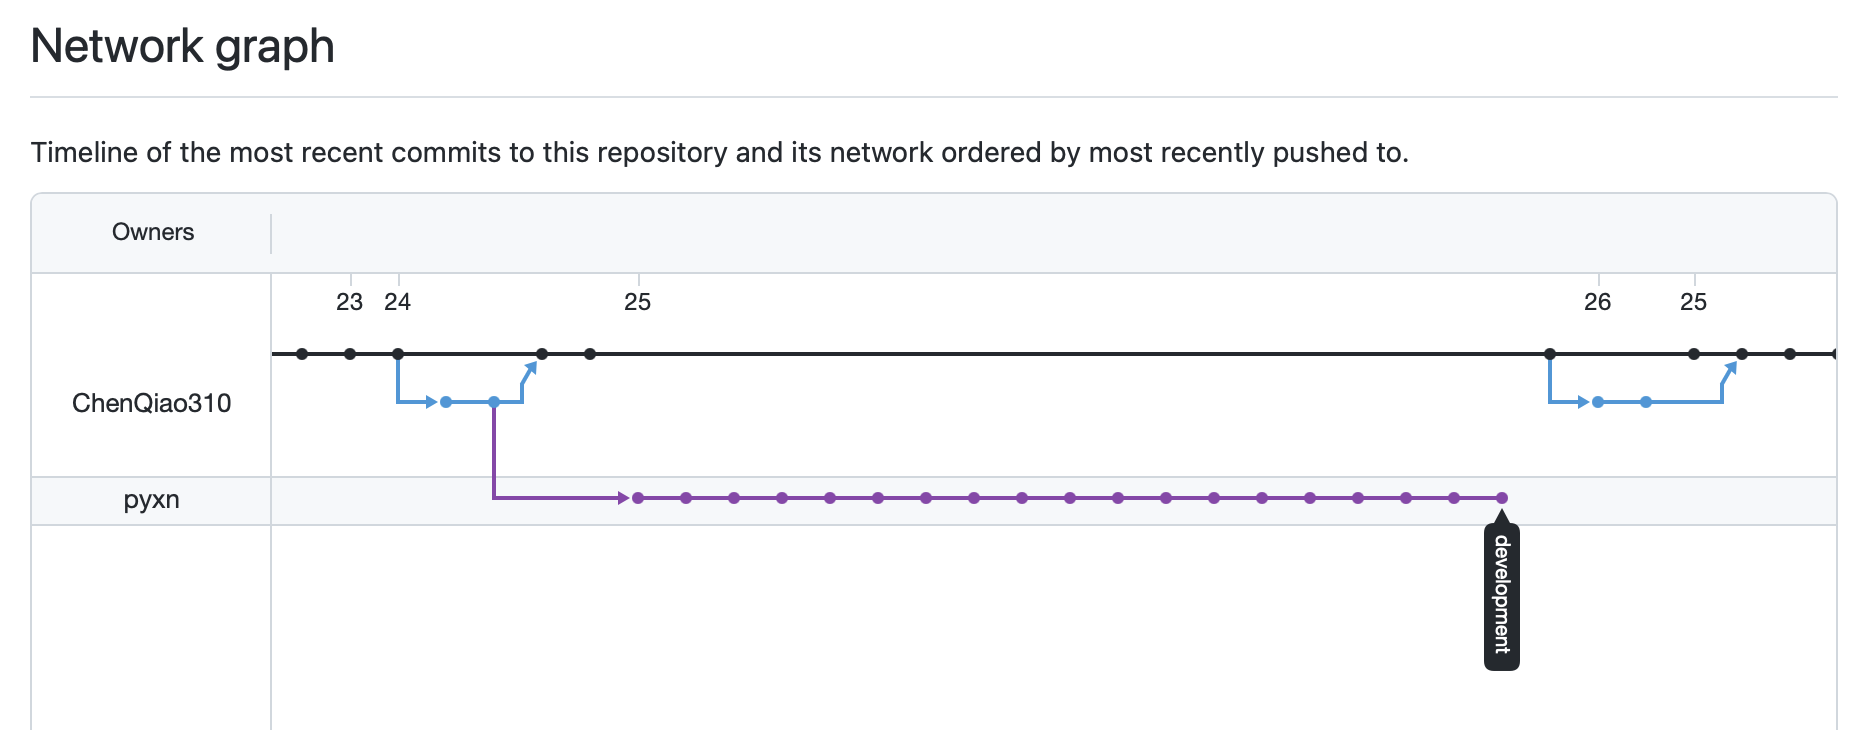 Network graph
Timeline of the most recent commits to this repository and its network ordered by most recently pushed to.
Owners
23 24 25 26 25
ChenQiao310
pyxn
development